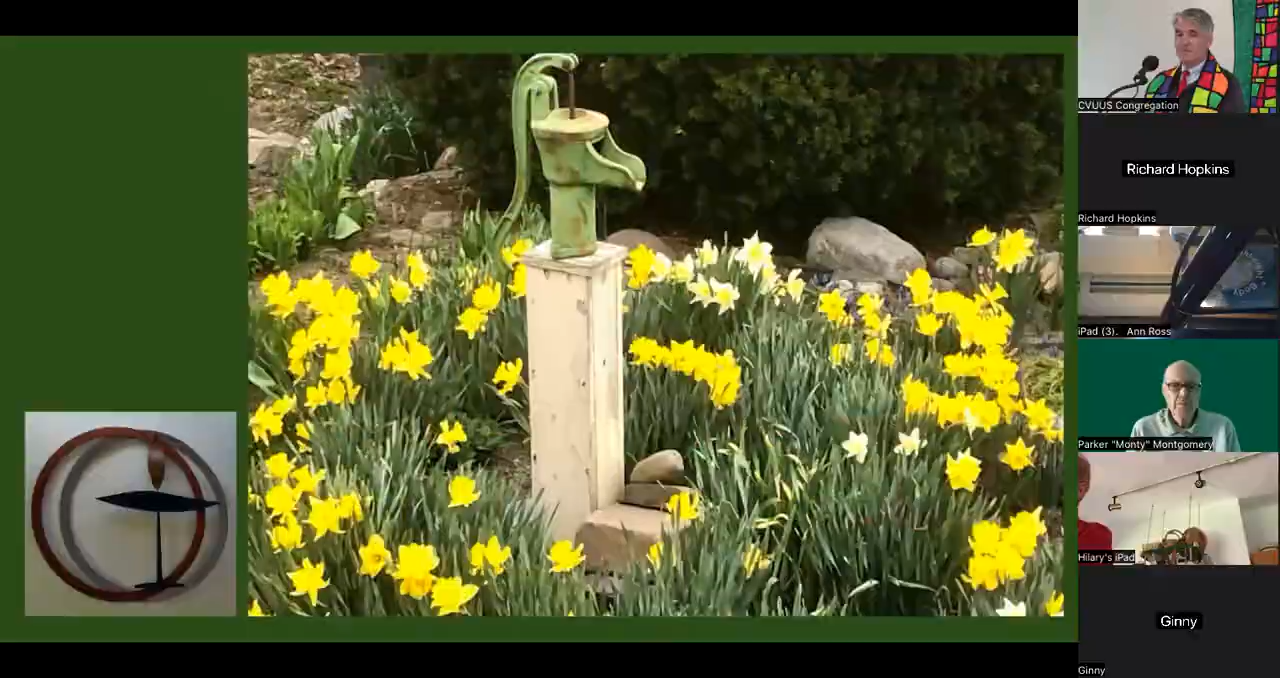 CVUUS Congregation
Richard Hopkins
Richard Hopkins
iPad (3). Ann Ross
Parker "Monty" Montgomery
Hilary's iPad
Ginny
Ginny